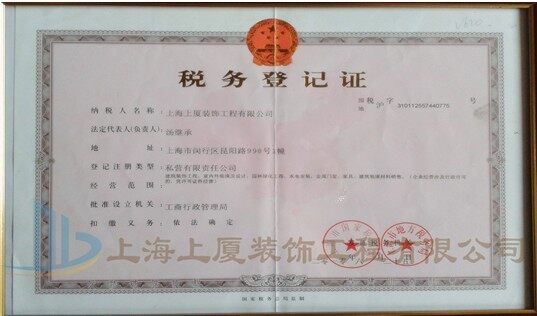 税务登记证
国 税 沪 字 310112557440775 号
地
纳税人名称：上海上厦装饰工程有限公司
法定代表人(负责人)：汤继承
地址：上海市闵行区昆阳路998号1幢
登记注册类型：私营有限责任公司
经营范围：
批准设立机关：工商行政管理局
扣缴义务：依法确定
上海上厦装饰工程有限公司
国家税务总局监制